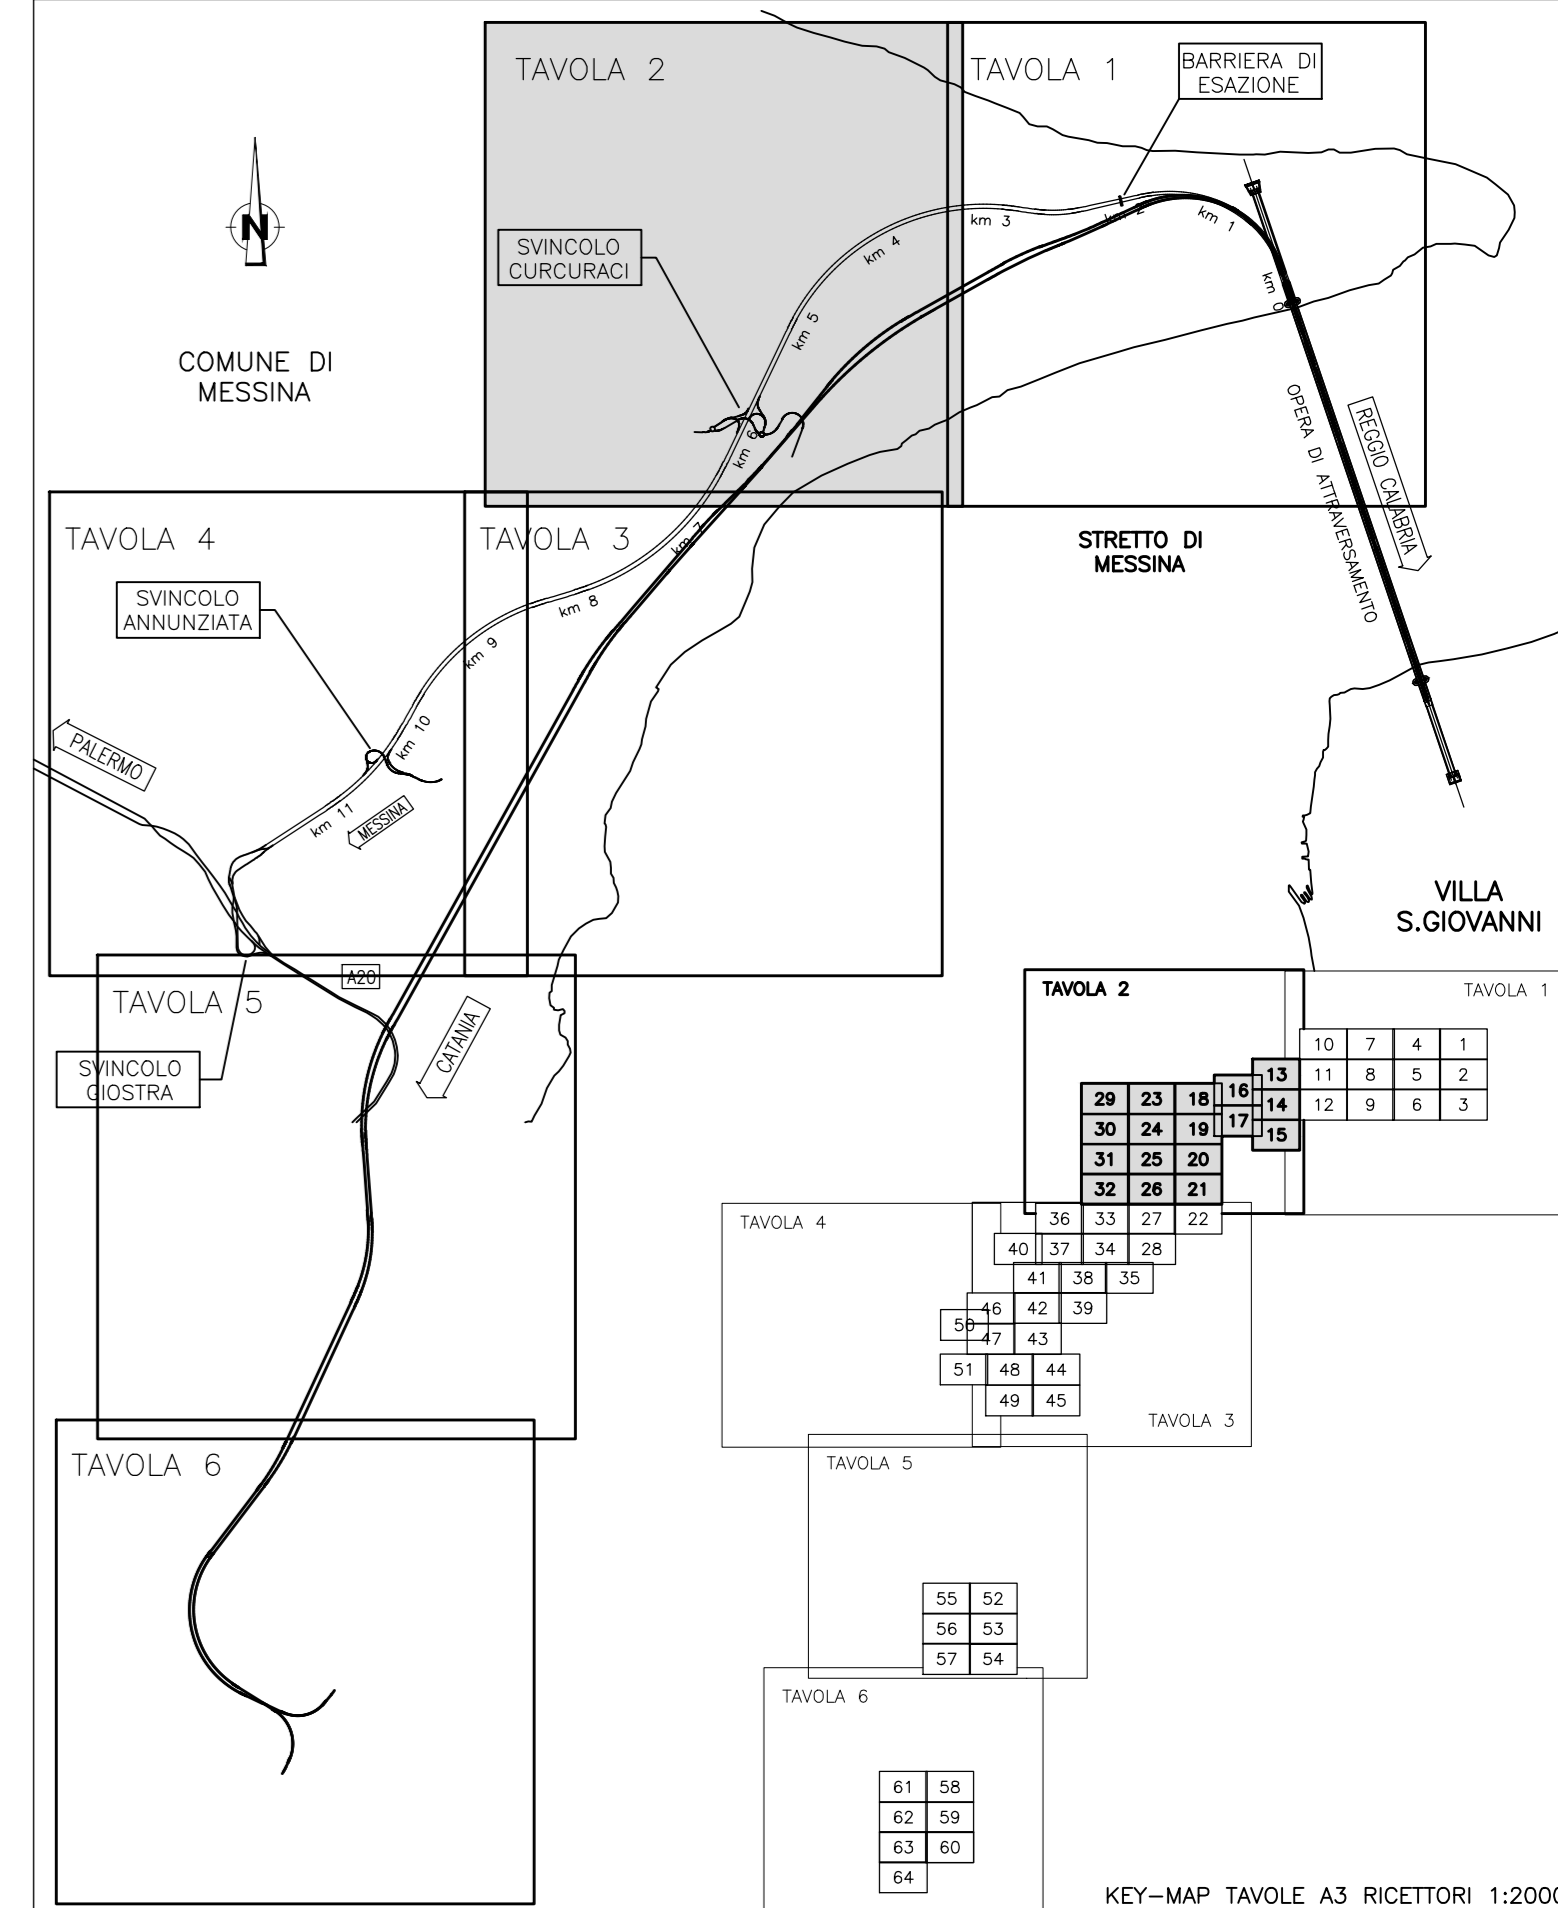 TAVOLA 2
TAVOLA 1
BARRIERA DI
ESAZIONE
N
SVINCOLO
CURCURACI
km 4
km 3
km 2
km 1
km 0
km 5
km 6
COMUNE DI
MESSINA
OPERA DI ATTRAVERSAMENTO
REGGIO CALABRIA
TAVOLA 4
TAVOLA 3
km 7
STRETTO DI
MESSINA
SVINCOLO
ANNUNZIATA
km 8
km 9
km 10
PALERMO
km 11
MESSINA
VILLA
S.GIOVANNI
A20
TAVOLA 5
SVINCOLO
GIOSTRA
CATANIA
TAVOLA 6
TAVOLA 2
TAVOLA 1
10 7 4 1
13 11 8 5 2
16 14 12 9 6 3
29 23 18 17 15
30 24 19
31 25 20
32 26 21
TAVOLA 4
36 33 27 22
40 37 34 28
41 38 35
46 42 39
50 47 43
51 48 44
49 45
TAVOLA 3
TAVOLA 5
55 52
56 53
57 54
TAVOLA 6
61 58
62 59
63 60
64
KEY-MAP TAVOLE A3 RICETTORI 1:2000